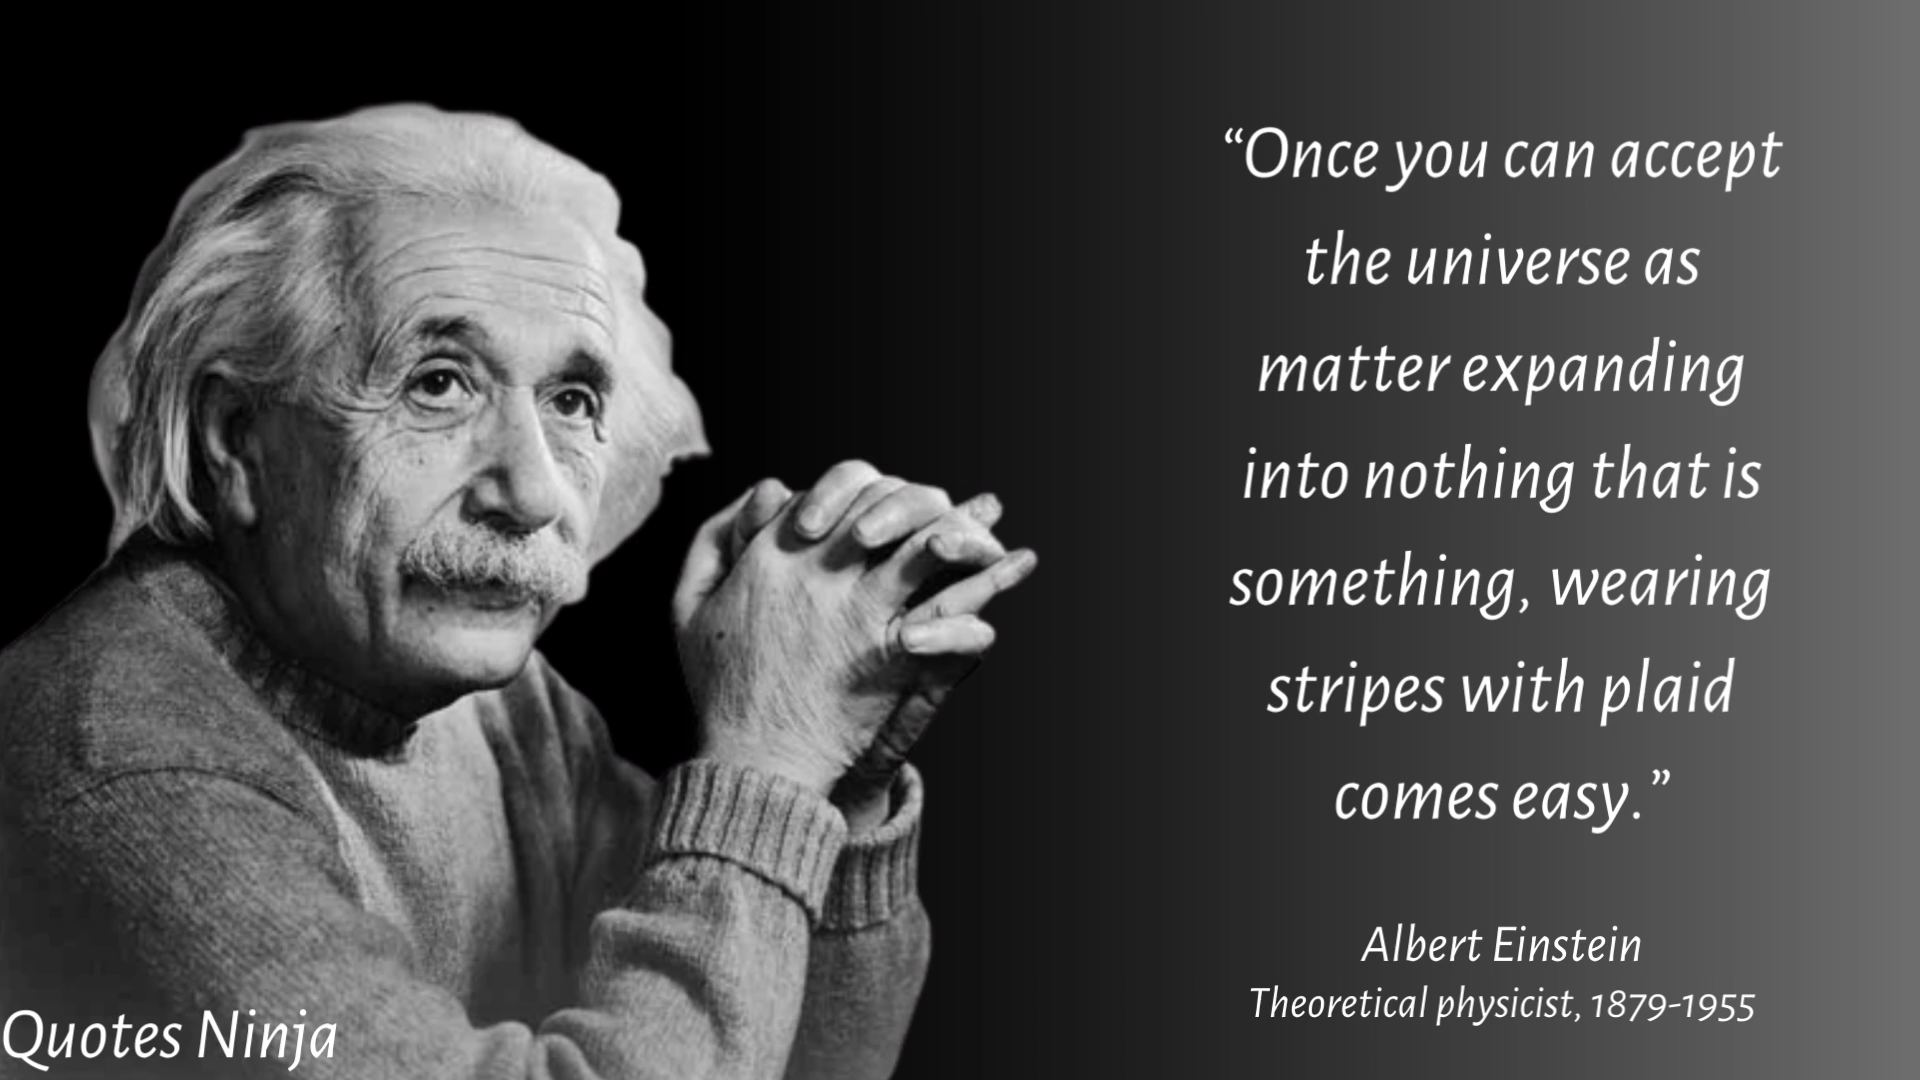 “Once you can accept
the universe as
matter expanding
into nothing that is
something, wearing
stripes with plaid
comes easy.”
Albert Einstein
Theoretical physicist, 1879-1955
Quotes Ninja